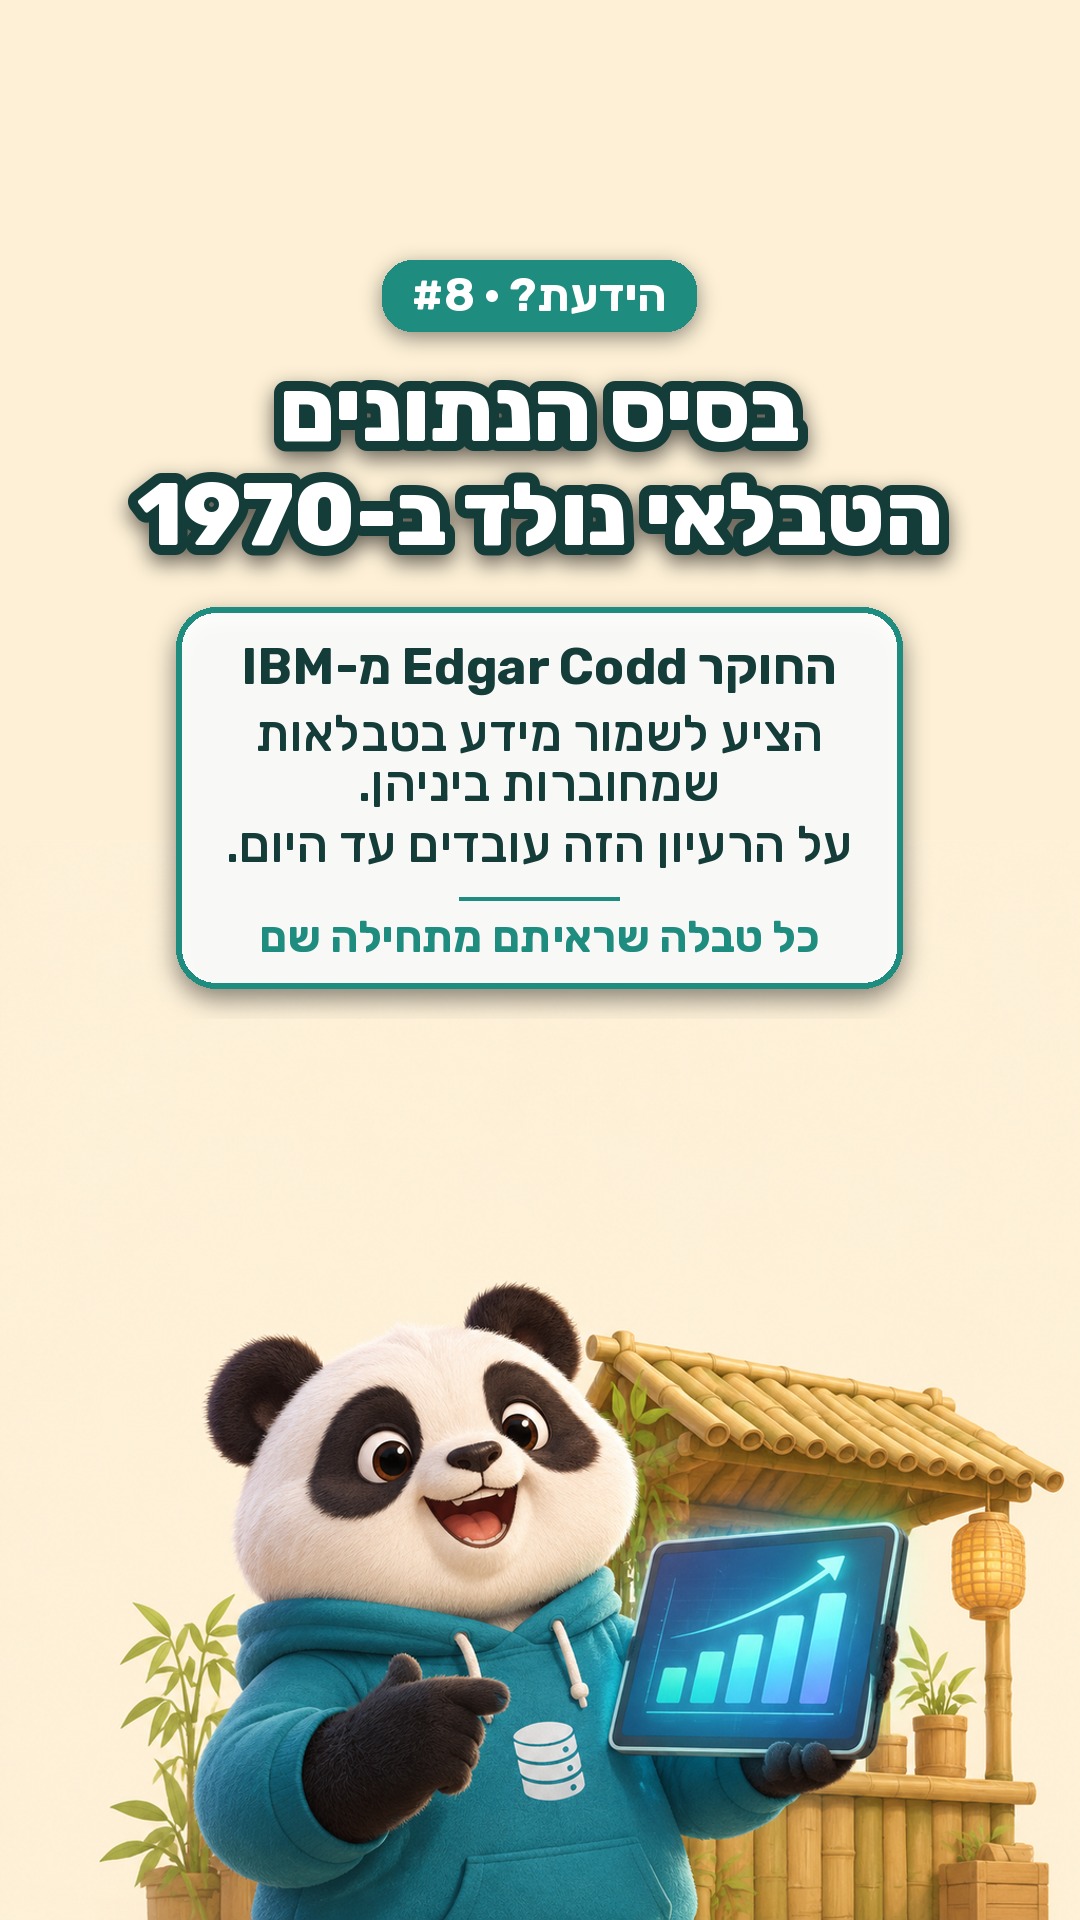 הידעת? • #8
בסיס הנתונים
הטבלאי נולד ב-1970
החוקר Edgar Codd מ-IBM
הציע לשמור מידע בטבלאות
שמחוברות ביניהן.
על הרעיון הזה עובדים עד היום.
כל טבלה שראיתם מתחילה שם